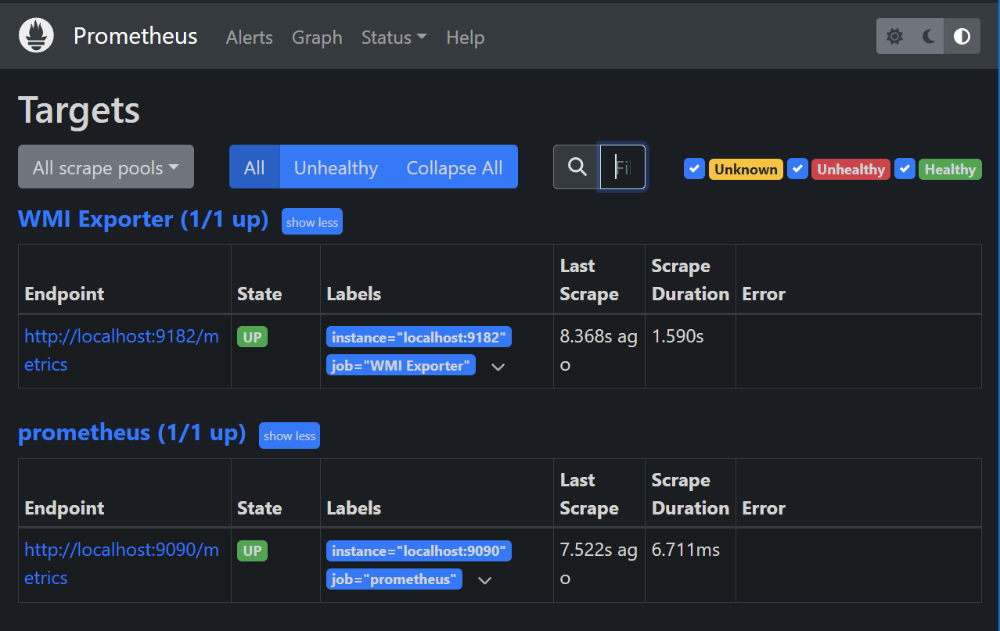 Prometheus Alerts Graph Status Help
Targets
All scrape pools All Unhealthy Collapse All Fil Unknown Unhealthy Healthy
WMI Exporter (1/1 up) show less
Endpoint State Labels Last Scrape Scrape Duration Error
http://localhost:9182/metrics UP instance="localhost:9182" job="WMI Exporter" 8.368s ago 1.590s
prometheus (1/1 up) show less
Endpoint State Labels Last Scrape Scrape Duration Error
http://localhost:9090/metrics UP instance="localhost:9090" job="prometheus" 7.522s ago 6.711ms